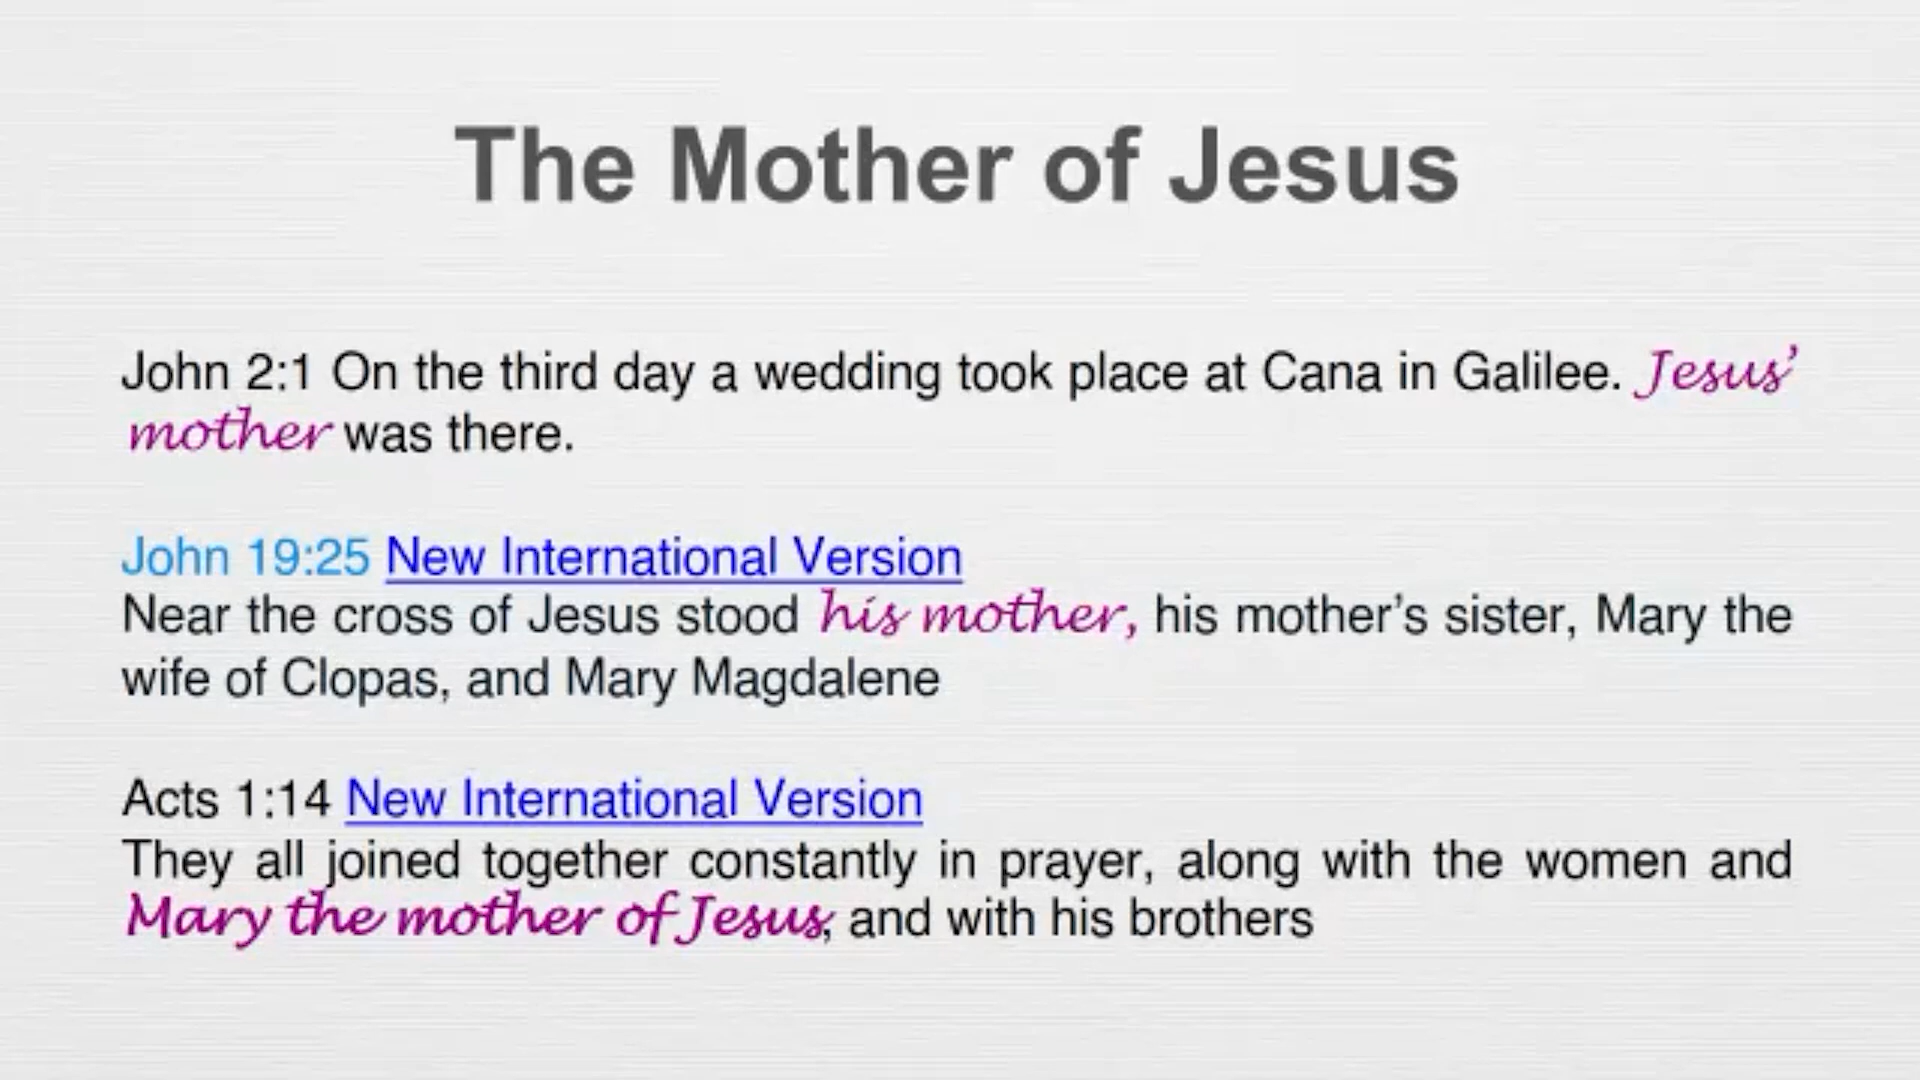 The Mother of Jesus
John 2:1 On the third day a wedding took place at Cana in Galilee. Jesus’
mother was there.
John 19:25 New International Version
Near the cross of Jesus stood his mother, his mother’s sister, Mary the
wife of Clopas, and Mary Magdalene
Acts 1:14 New International Version
They all joined together constantly in prayer, along with the women and
Mary the mother of Jesus, and with his brothers